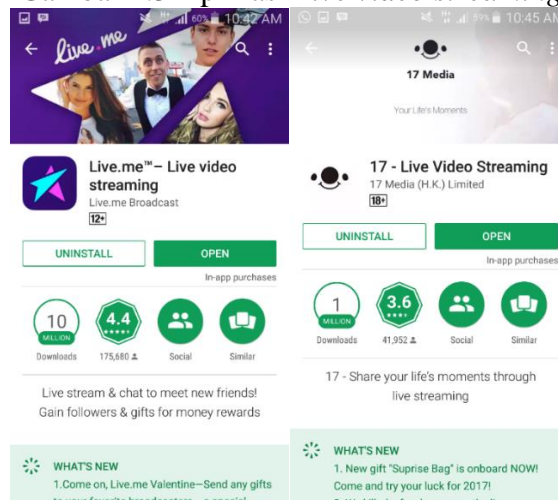 60% 10:42 AM
live.me
Live.me™– Live video
streaming
Live.me Broadcast
12+
UNINSTALL
OPEN
In-app purchases
10
MILLION
Downloads
4.4
175,680
Social
Similar
Live stream & chat to meet new friends!
Gain followers & gifts for money rewards
WHAT'S NEW
1.Come on, Live.me Valentine—Send any gifts
59% 10:45 AM
17 Media
Your Life's Moments
17 - Live Video Streaming
17 Media (H.K.) Limited
18+
UNINSTALL
OPEN
In-app purchases
1
MILLION
Downloads
3.6
41,952
Social
Similar
17 - Share your life's moments through
live streaming
WHAT'S NEW
1. New gift "Suprise Bag" is onboard NOW!
Come and try your luck for 2017!